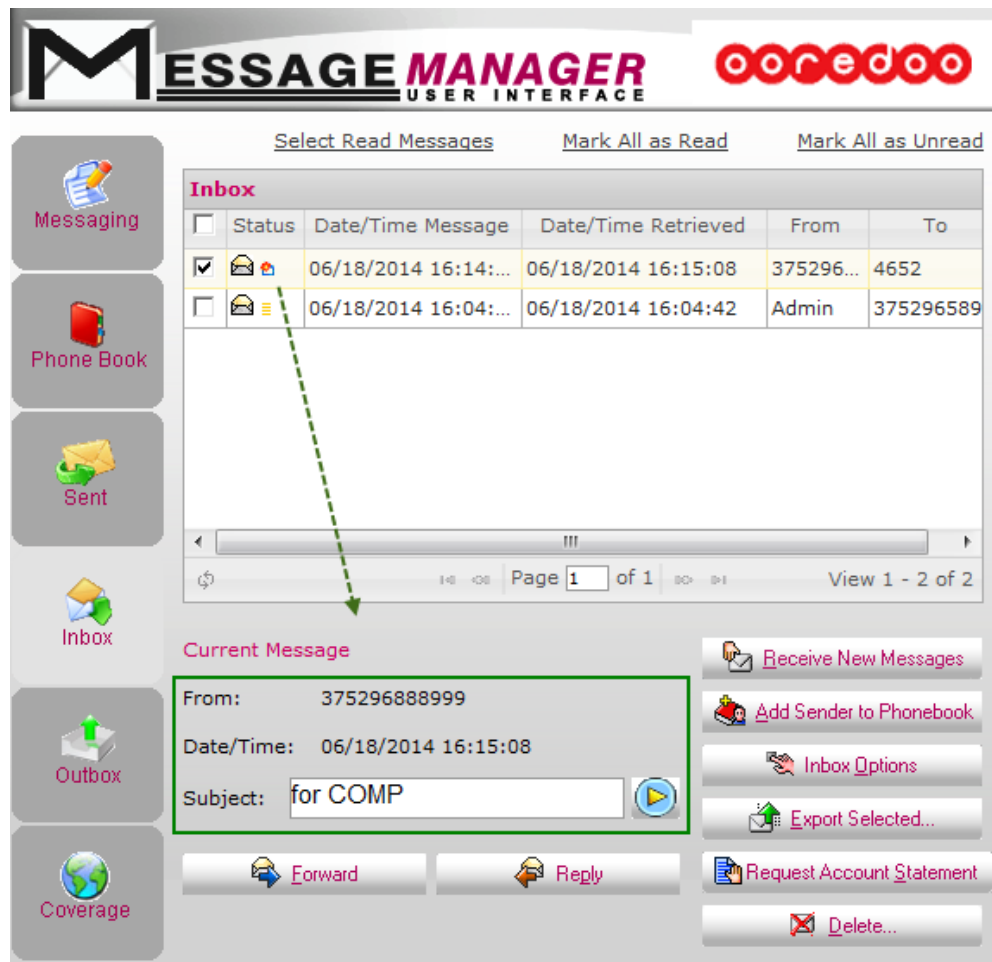 MESSAGE MANAGER
USER INTERFACE
ooredoo
Select Read Messages Mark All as Read Mark All as Unread
Messaging
Phone Book
Sent
Inbox
Outbox
Coverage
Inbox
Status Date/Time Message Date/Time Retrieved From To
06/18/2014 16:14:... 06/18/2014 16:15:08 375296... 4652
06/18/2014 16:04:... 06/18/2014 16:04:42 Admin 375296589
Page 1 of 1 View 1 - 2 of 2
Current Message
From: 375296888999
Date/Time: 06/18/2014 16:15:08
Subject: for COMP
Forward Reply
Receive New Messages
Add Sender to Phonebook
Inbox Options
Export Selected...
Request Account Statement
Delete...